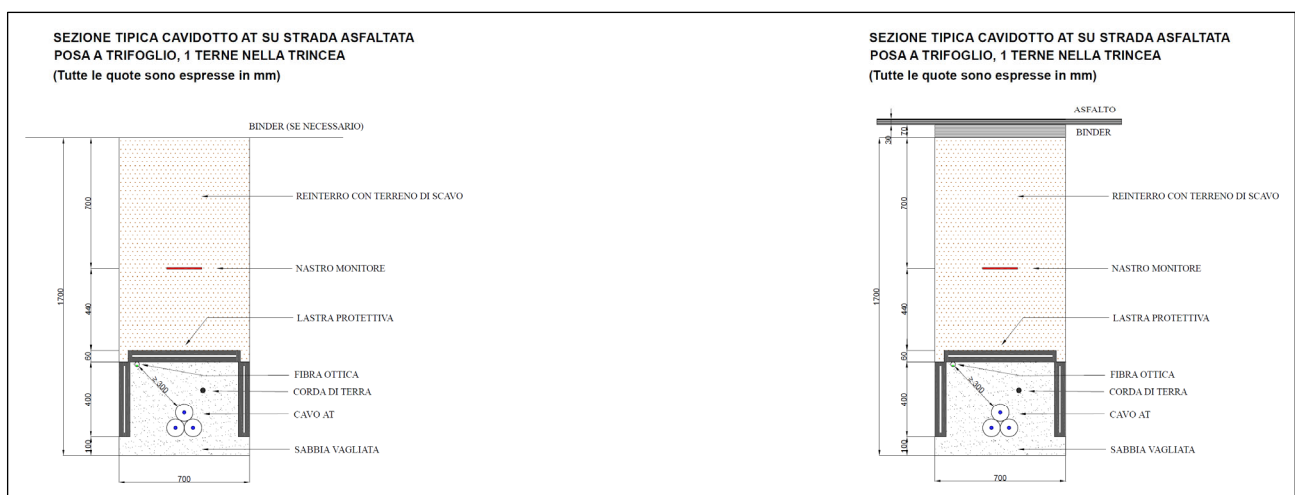 SEZIONE TIPICA CAVIDOTTO AT SU STRADA ASFALTATA
POSA A TRIFOGLIO, 1 TERNE NELLA TRINCEA
(Tutte le quote sono espresse in mm)
BINDER (SE NECESSARIO)
REINTERRO CON TERRENO DI SCAVO
NASTRO MONITORE
LASTRA PROTETTIVA
FIBRA OTTICA
CORDA DI TERRA
CAVO AT
SABBIA VAGLIATA
1700
700
440
60
400
100
≥ 300
700
SEZIONE TIPICA CAVIDOTTO AT SU STRADA ASFALTATA
POSA A TRIFOGLIO, 1 TERNE NELLA TRINCEA
(Tutte le quote sono espresse in mm)
ASFALTO
BINDER
REINTERRO CON TERRENO DI SCAVO
NASTRO MONITORE
LASTRA PROTETTIVA
FIBRA OTTICA
CORDA DI TERRA
CAVO AT
SABBIA VAGLIATA
30
70
1700
700
440
60
400
100
≥ 300
700